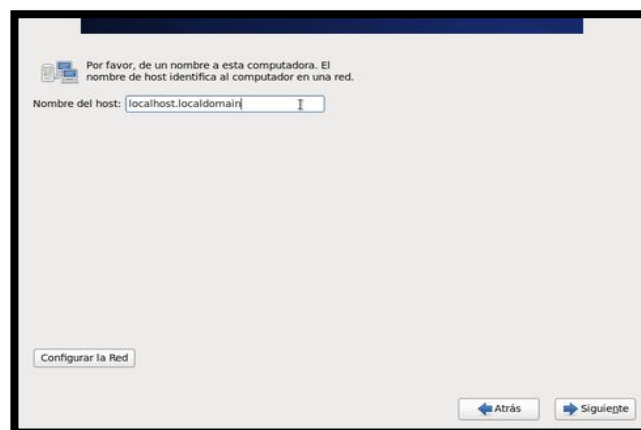 Por favor, de un nombre a esta computadora. El
nombre de host identifica al computador en una red.
Nombre del host: localhost.localdomain
Configurar la Red
Atrás Siguiente